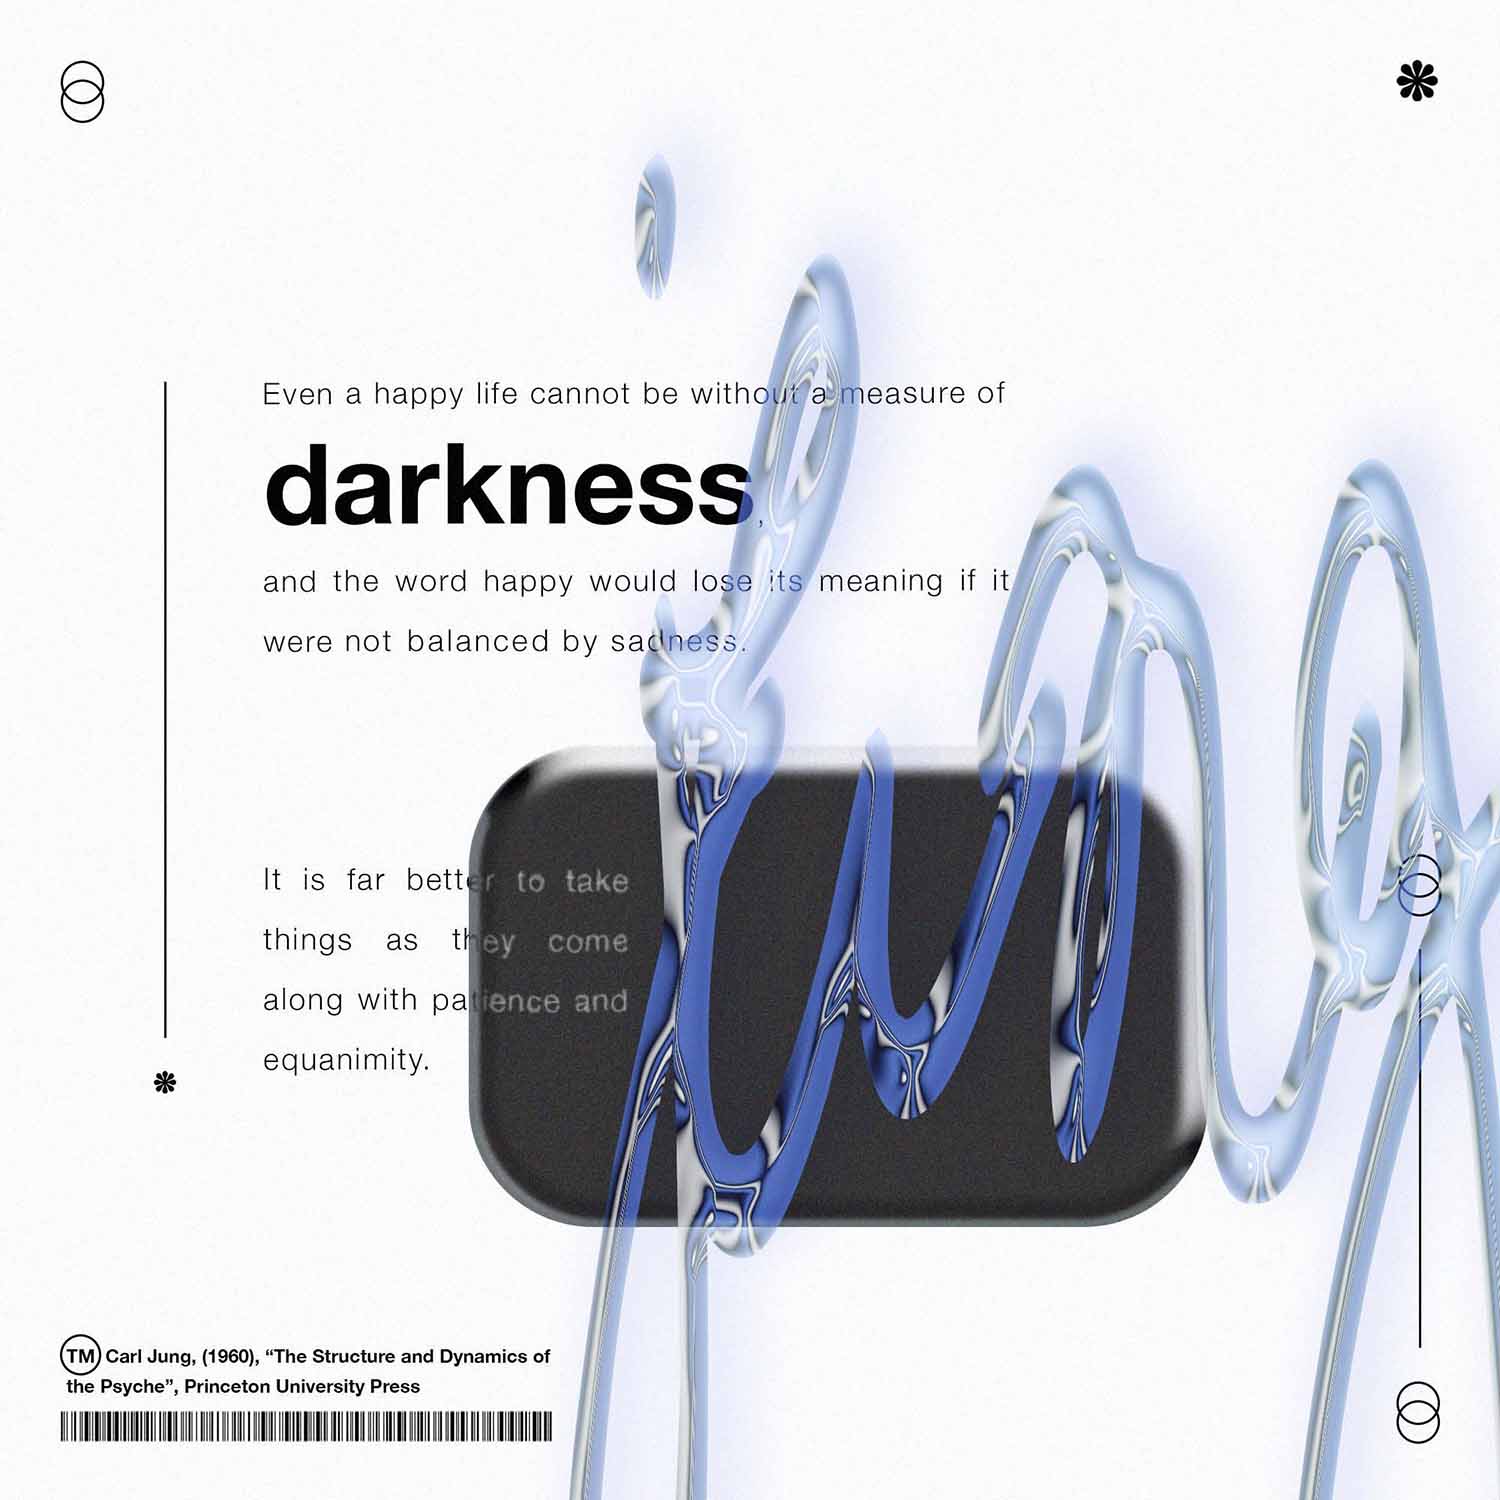 Even a happy life cannot be without a measure of
darkness,
and the word happy would lose its meaning if it
were not balanced by sadness.
It is far better to take
things as they come
along with patience and
equanimity.
jung
TM Carl Jung, (1960), “The Structure and Dynamics of
the Psyche”, Princeton University Press